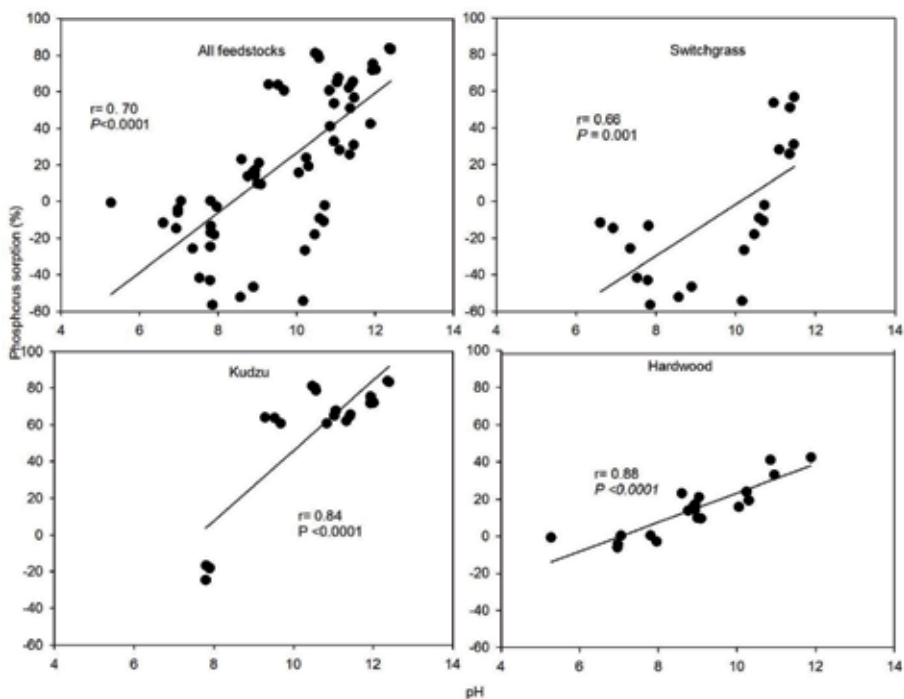 Phosphorus sorption (%)
100
80
60
40
20
0
-20
-40
-60
All feedstocks
r= 0. 70
P<0.0001
4 6 8 10 12 14
100
80
60
40
20
0
-20
-40
-60
Switchgrass
r= 0.66
P = 0.001
4 6 8 10 12 14
100
80
60
40
20
0
-20
-40
-60
Kudzu
r= 0.84
P <0.0001
4 6 8 10 12 14
100
80
60
40
20
0
-20
-40
-60
Hardwood
r= 0.88
P <0.0001
4 6 8 10 12 14
pH